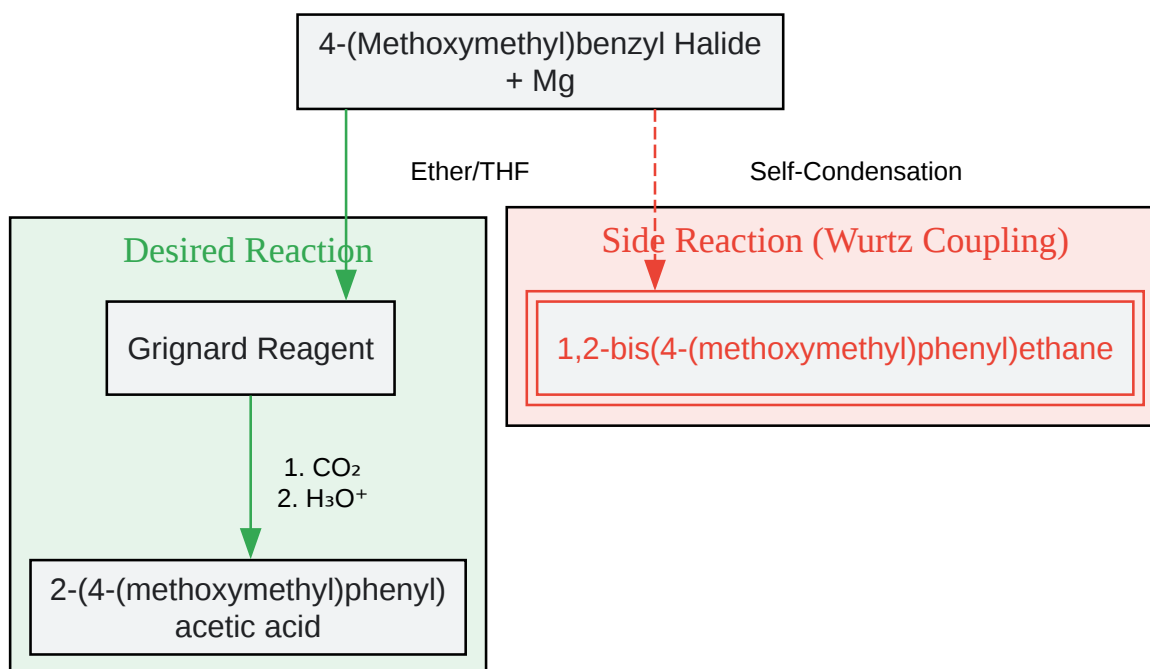 4-(Methoxymethyl)benzyl Halide
+ Mg
Ether/THF
Self-Condensation
Desired Reaction
Side Reaction (Wurtz Coupling)
Grignard Reagent
1,2-bis(4-(methoxymethyl)phenyl)ethane
1. CO₂
2. H₃O⁺
2-(4-(methoxymethyl)phenyl)
acetic acid